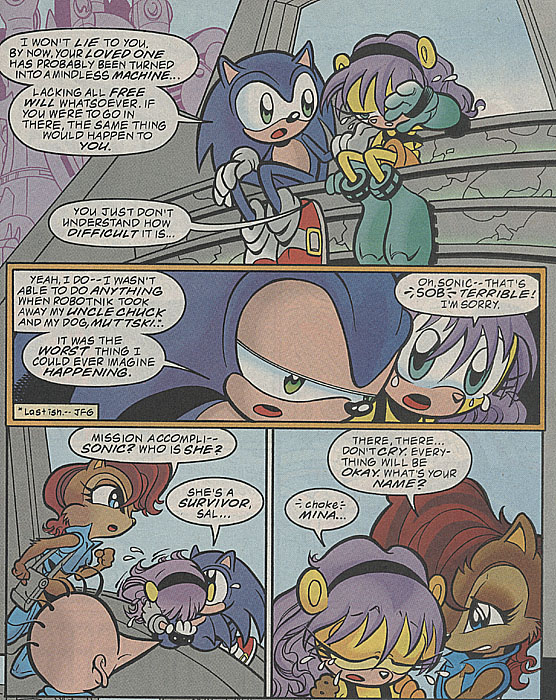 I WON'T LIE TO YOU.
BY NOW, YOUR LOVED ONE
HAS PROBABLY BEEN TURNED
INTO A MINDLESS MACHINE...
LACKING ALL FREE
WILL WHATSOEVER. IF
YOU WERE TO GO IN
THERE, THE SAME THING
WOULD HAPPEN TO
YOU.
YOU JUST DON'T
UNDERSTAND HOW
DIFFICULT IT IS...
YEAH, I DO--I WASN'T
ABLE TO DO ANYTHING
WHEN ROBOTNIK TOOK
AWAY MY UNCLE CHUCK
AND MY DOG, MUTTSKI.*.
IT WAS THE
WORST THING I
COULD EVER IMAGINE
HAPPENING.
OH, SONIC--THAT'S
SOB TERRIBLE!
I'M SORRY.
*Last ish.-- JFG
MISSION ACCOMPLI--
SONIC? WHO IS SHE?
SHE'S A
SURVIVOR,
SAL...
THERE, THERE...
DON'T CRY. EVERY-
THING WILL BE
OKAY. WHAT'S YOUR
NAME?
choke
MINA...